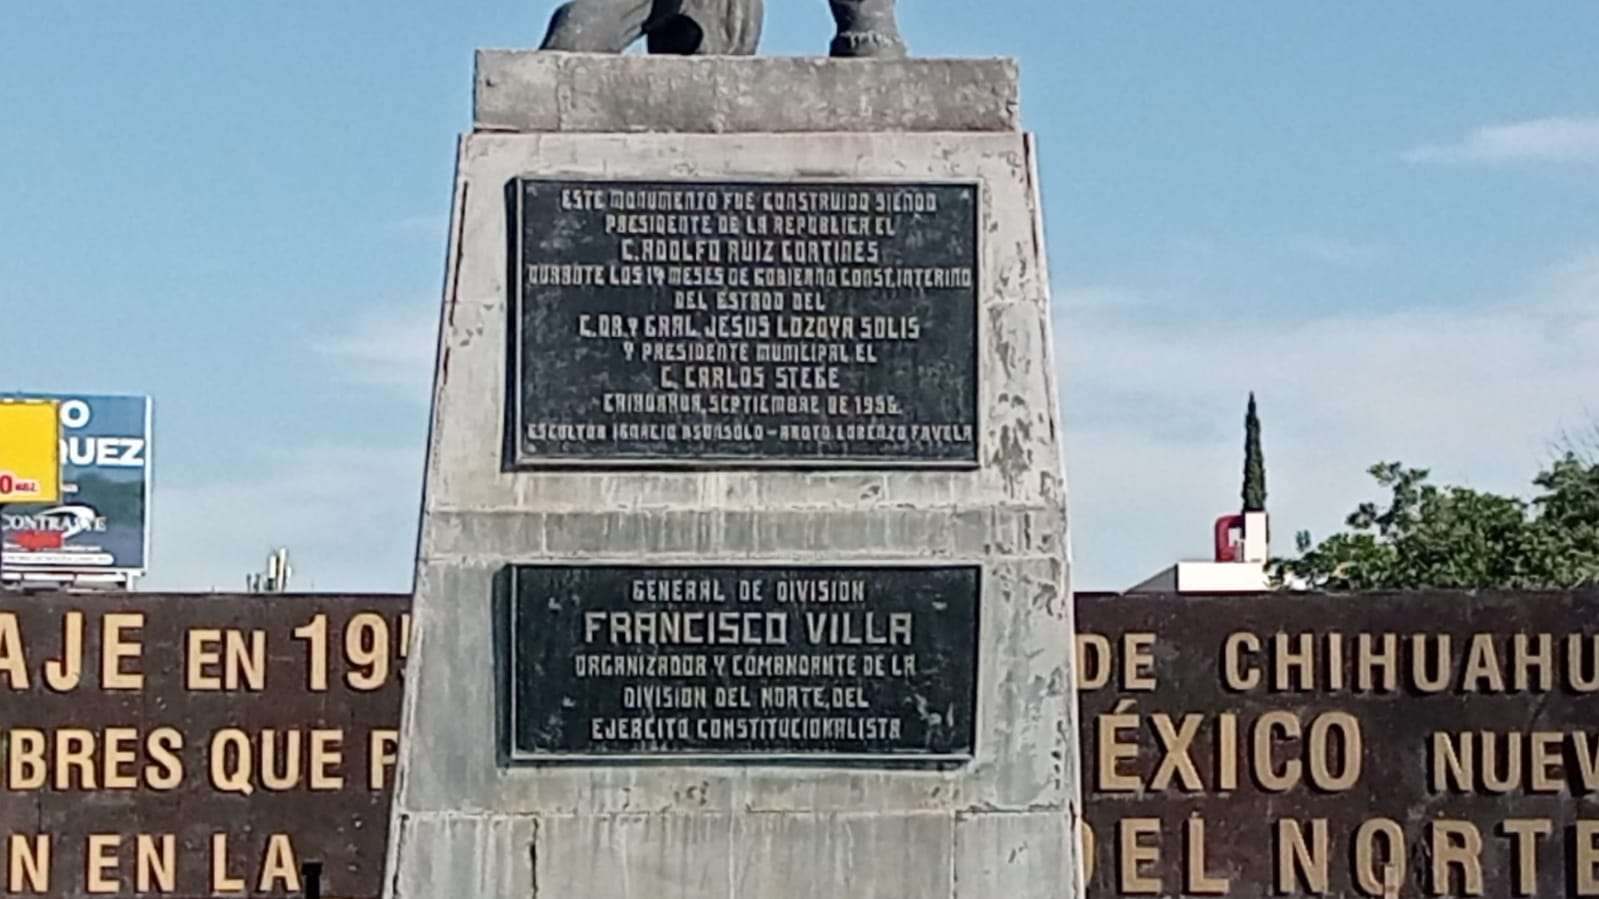 ESTE MONUMENTO FUE CONSTRUIDO SIENDO
PRESIDENTE DE LA REPUBLICA EL
C. ADOLFO RUIZ CORTINES
DURANTE LOS 14 MESES DE GOBIERNO CONST. INTERINO
DEL ESTADO DEL
C. DR. Y GRAL. JESUS LOZOYA SOLIS
Y PRESIDENTE MUNICIPAL EL
C. CARLOS STEGE
CHIHUAHUA, SEPTIEMBRE DE 1956.
ESCULTOR IGNACIO ASUNSOLO - ARQTO. LORENZO FAVELA
GENERAL DE DIVISION
FRANCISCO VILLA
ORGANIZADOR Y COMANDANTE DE LA
DIVISION DEL NORTE, DEL
EJERCITO CONSTITUCIONALISTA
AJE EN 195 DE CHIHUAHU
BRES QUE P ÉXICO NUEV
N EN LA DEL NORTE
O
QUEZ